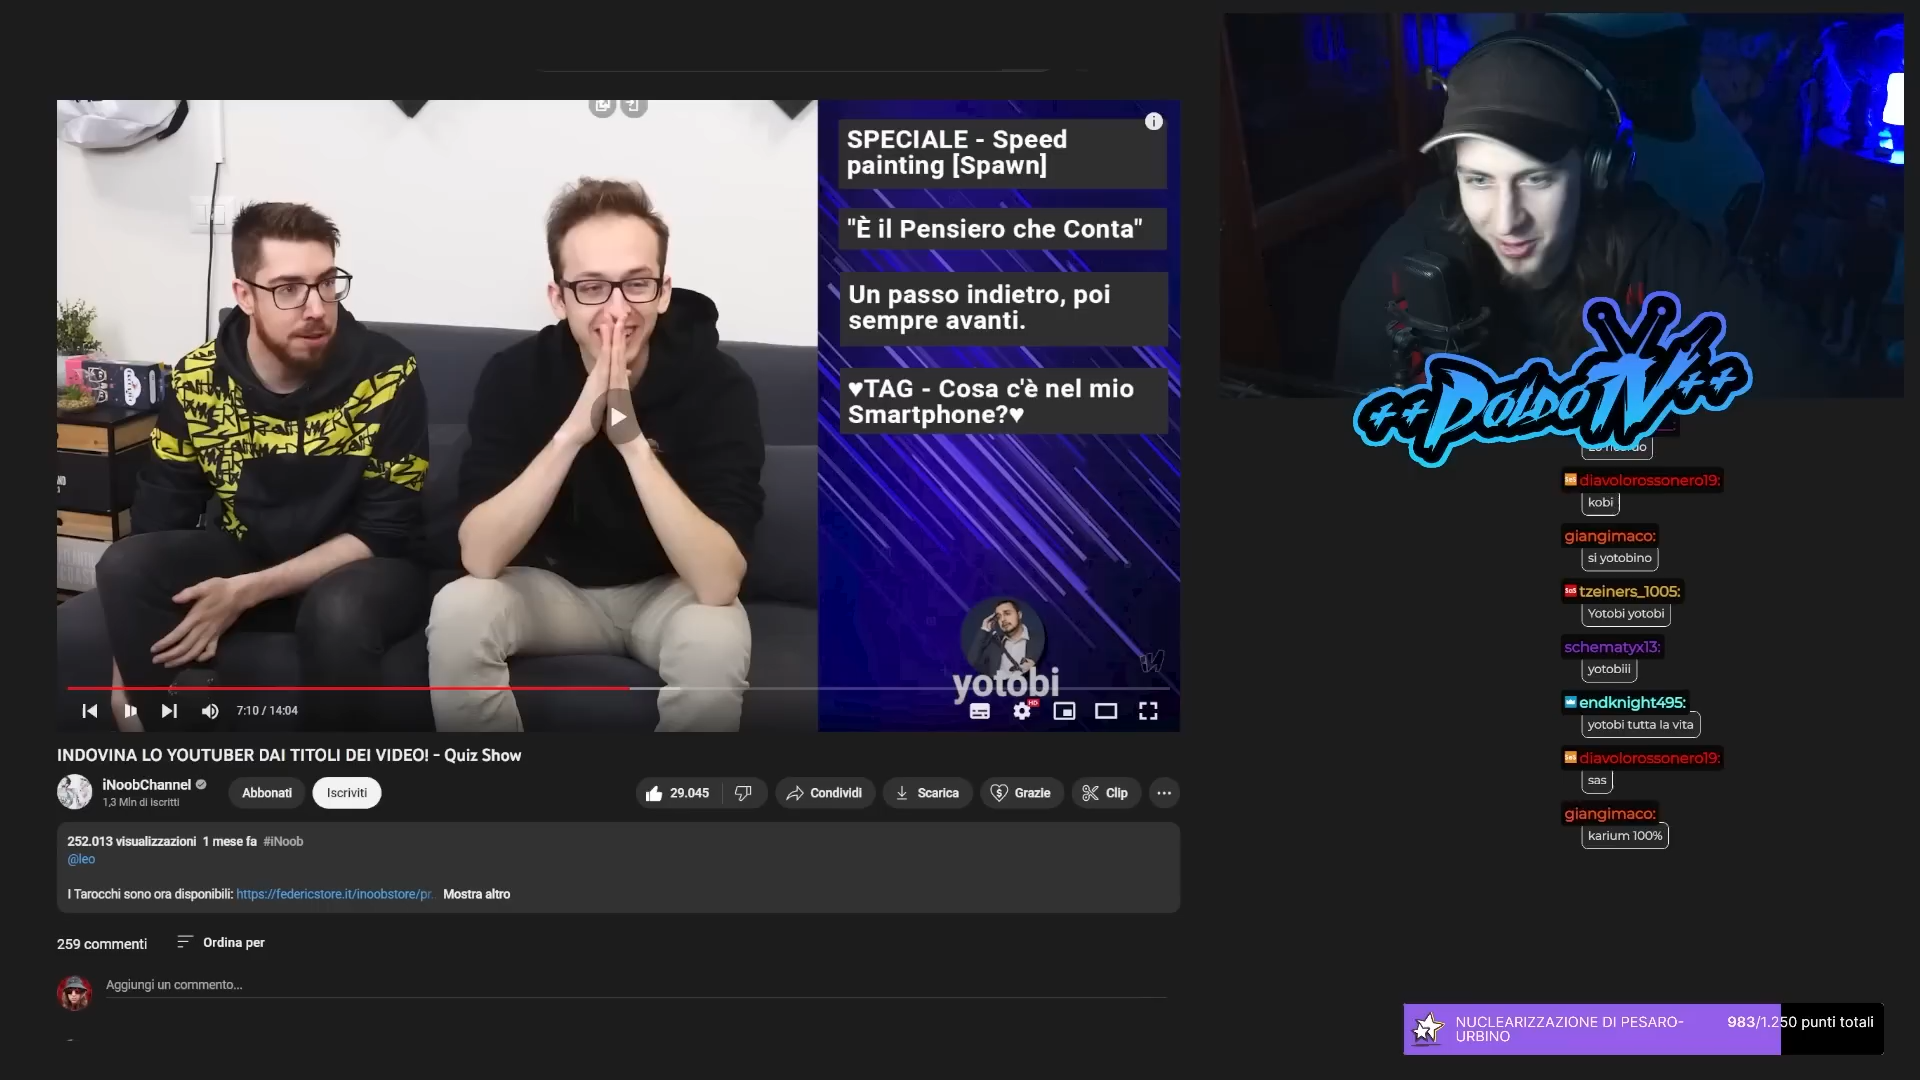 SPECIALE - Speed
painting [Spawn]
"È il Pensiero che Conta"
Un passo indietro, poi
sempre avanti.
♥TAG - Cosa c'è nel mio
Smartphone?♥
yotobi
7:10 / 14:04
HD
INDOVINA LO YOUTUBER DAI TITOLI DEI VIDEO! - Quiz Show
iNoobChannel
1,3 Mln di iscritti
Abbonati
Iscriviti
29.045
Condividi
Scarica
Grazie
Clip
252.013 visualizzazioni 1 mese fa #iNoob
@leo
I Tarocchi sono ora disponibili: https://federicstore.it/inoobstore/pr... Mostra altro
259 commenti
Ordina per
Aggiungi un commento...
++DOLDOTV++
diavolorossonero19:
kobi
giangimaco:
si yotobino
tzeiners_1005:
Yotobi yotobi
schematyx13:
yotobiii
endknight495:
yotobi tutta la vita
diavolorossonero19:
sas
giangimaco:
karium 100%
NUCLEARIZZAZIONE DI PESARO-
URBINO
983/1.250 punti totali